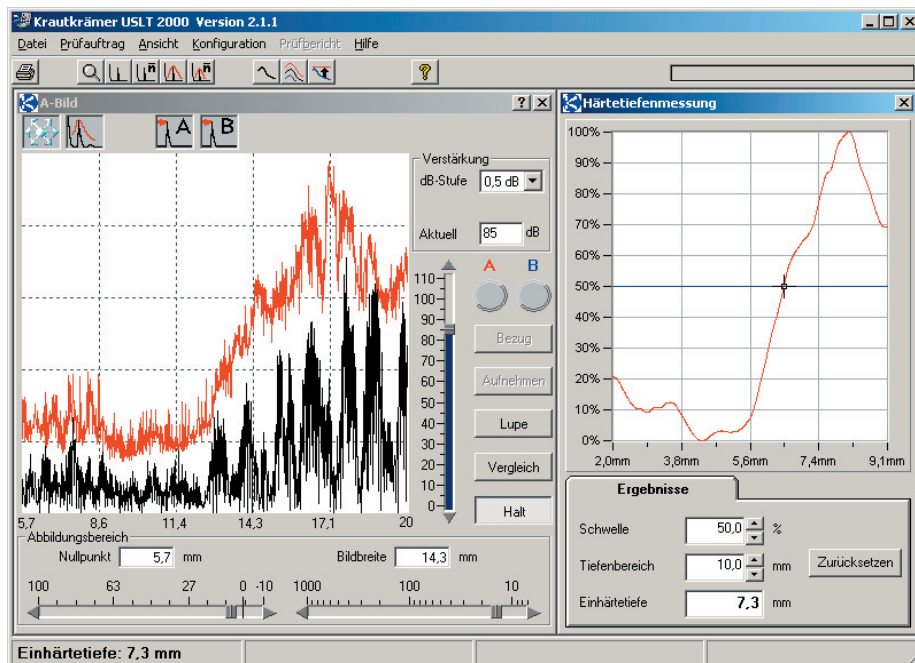 Krautkrämer USLT 2000 Version 2.1.1
Datei Prüfauftrag Ansicht Konfiguration Prüfbericht Hilfe
A-Bild
A B
Verstärkung
dB-Stufe 0,5 dB
Aktuell 85 dB
A B
110
100
90
80
70
60
50
40
30
20
10
0
Bezug
Aufnehmen
Lupe
Vergleich
Halt
5,7 8,6 11,4 14,3 17,1 20
Abbildungsbereich
Nullpunkt 5,7 mm Bildbreite 14,3 mm
100 63 27 0 -10 1000 100 10
Härtetiefenmessung
100%
90%
80%
70%
60%
50%
40%
30%
20%
10%
0%
2,0mm 3,8mm 5,6mm 7,4mm 9,1mm
Ergebnisse
Schwelle 50,0 %
Tiefenbereich 10,0 mm
Zurücksetzen
Einhärtetiefe 7,3 mm
Einhärtetiefe: 7,3 mm